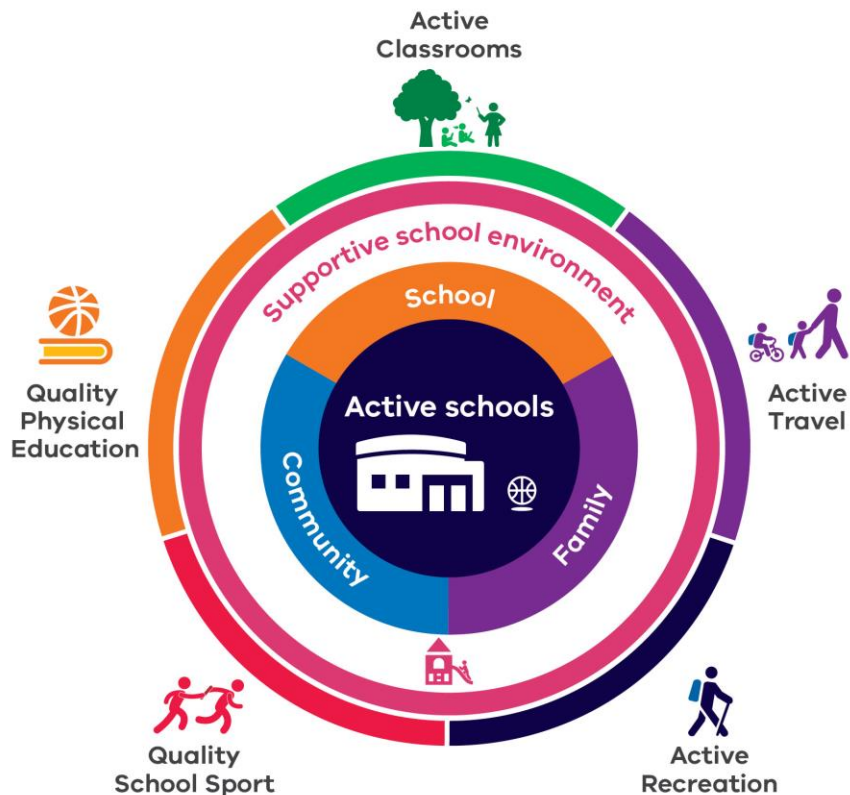 Active
Classrooms
Supportive school environment
School
Active schools
Community
Family
Quality
Physical
Education
Active
Travel
Quality
School Sport
Active
Recreation